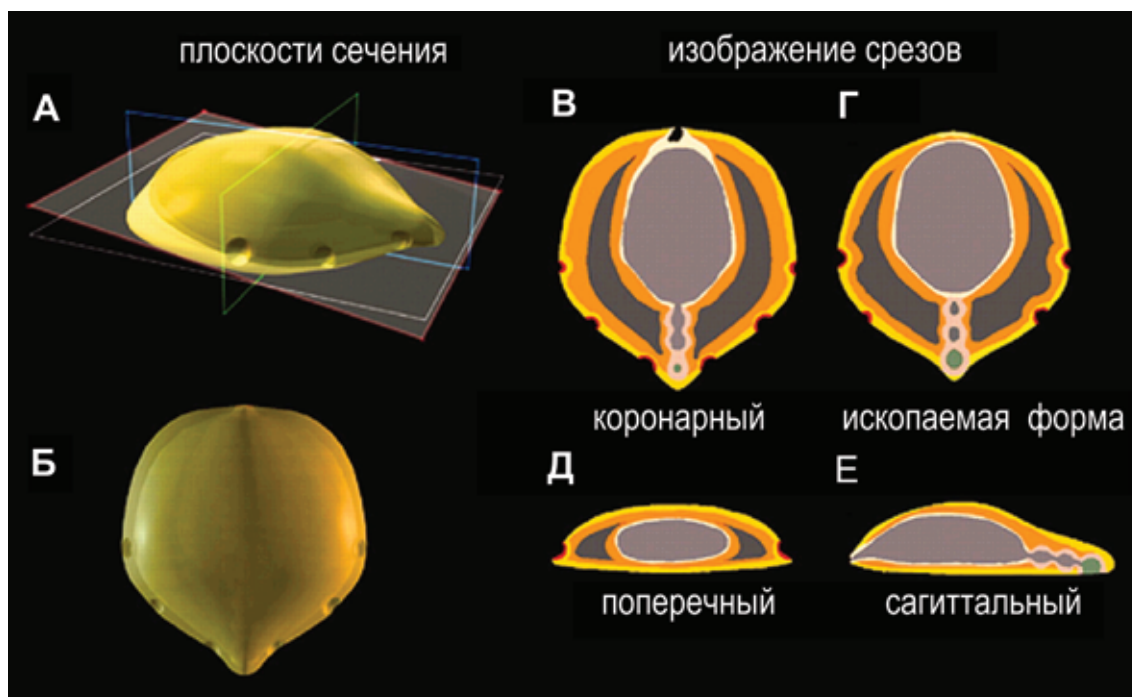 плоскости сечения
изображение срезов
А
В
Г
коронарный
ископаемая форма
Б
Д
Е
поперечный
сагиттальный